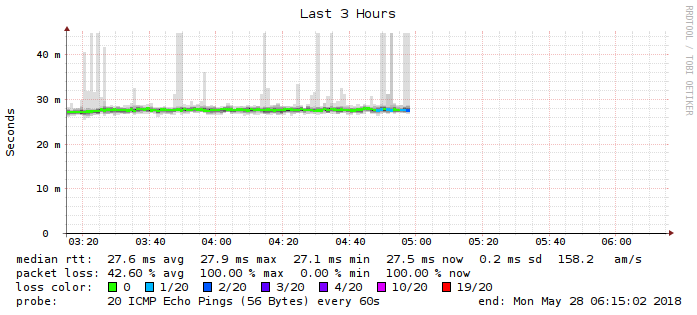 Last 3 Hours
RRDTOOL / TOBI OETIKER
Seconds
40 m
30 m
20 m
10 m
0
03:20 03:40 04:00 04:20 04:40 05:00 05:20 05:40 06:00
median rtt: 27.6 ms avg 27.9 ms max 27.1 ms min 27.5 ms now 0.2 ms sd 158.2 am/s
packet loss: 42.60 % avg 100.00 % max 0.00 % min 100.00 % now
loss color: 0 1/20 2/20 3/20 4/20 10/20 19/20
probe: 20 ICMP Echo Pings (56 Bytes) every 60s end: Mon May 28 06:15:02 2018